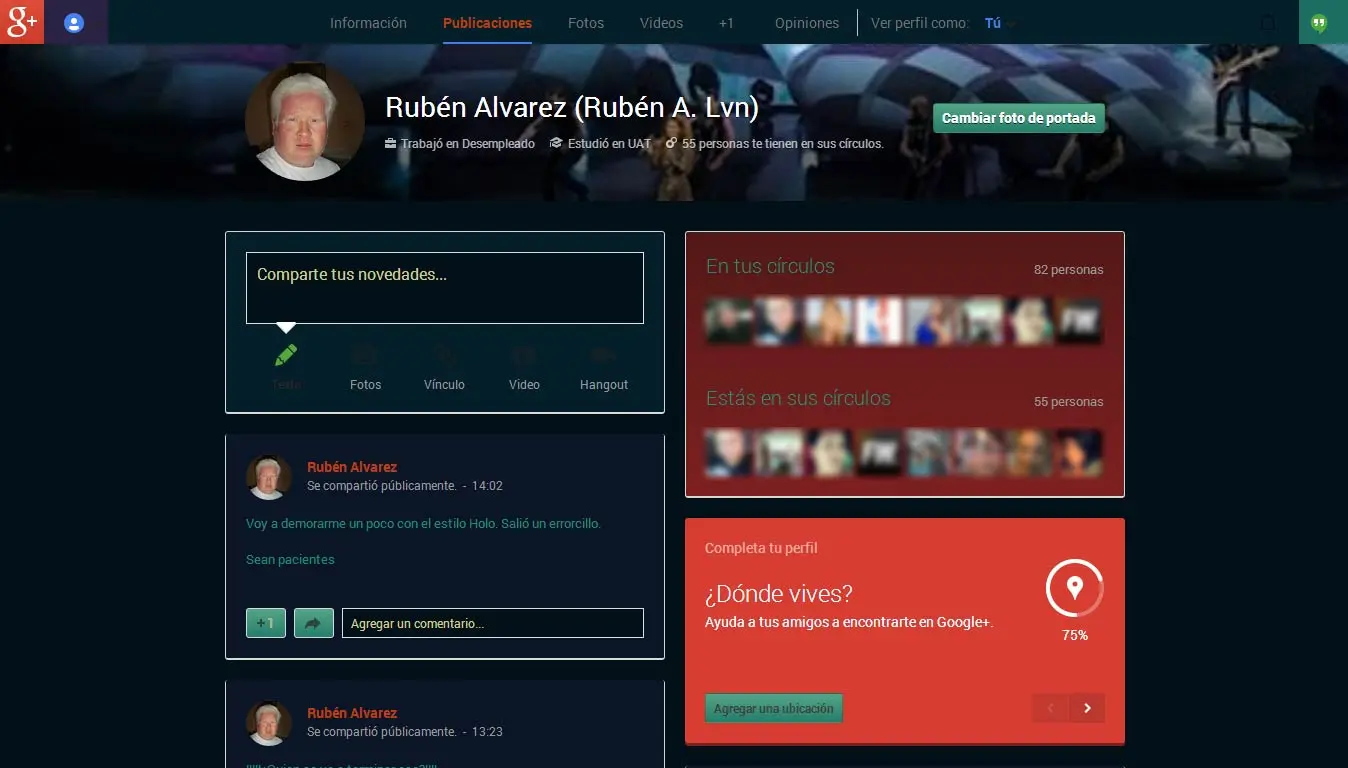 g+
Información
Publicaciones
Fotos
Videos
+1
Opiniones
Ver perfil como:
Tú
Rubén Alvarez (Rubén A. Lvn)
Trabajó en Desempleado
Estudió en UAT
55 personas te tienen en sus círculos.
Cambiar foto de portada
Comparte tus novedades...
Texto
Fotos
Vínculo
Video
Hangout
Rubén Alvarez
Se compartió públicamente. - 14:02
Voy a demorarme un poco con el estilo Holo. Salió un errorcillo.
Sean pacientes
+1
Agregar un comentario...
Rubén Alvarez
Se compartió públicamente. - 13:23
En tus círculos
82 personas
Estás en sus círculos
55 personas
Completa tu perfil
¿Dónde vives?
Ayuda a tus amigos a encontrarte en Google+.
75%
Agregar una ubicación